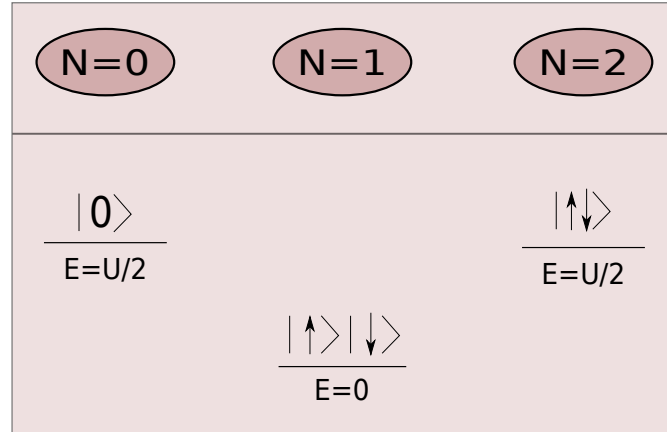 N=0 N=1 N=2
|0⟩
E=U/2
|↑↓⟩
E=U/2
|↑⟩|↓⟩
E=0